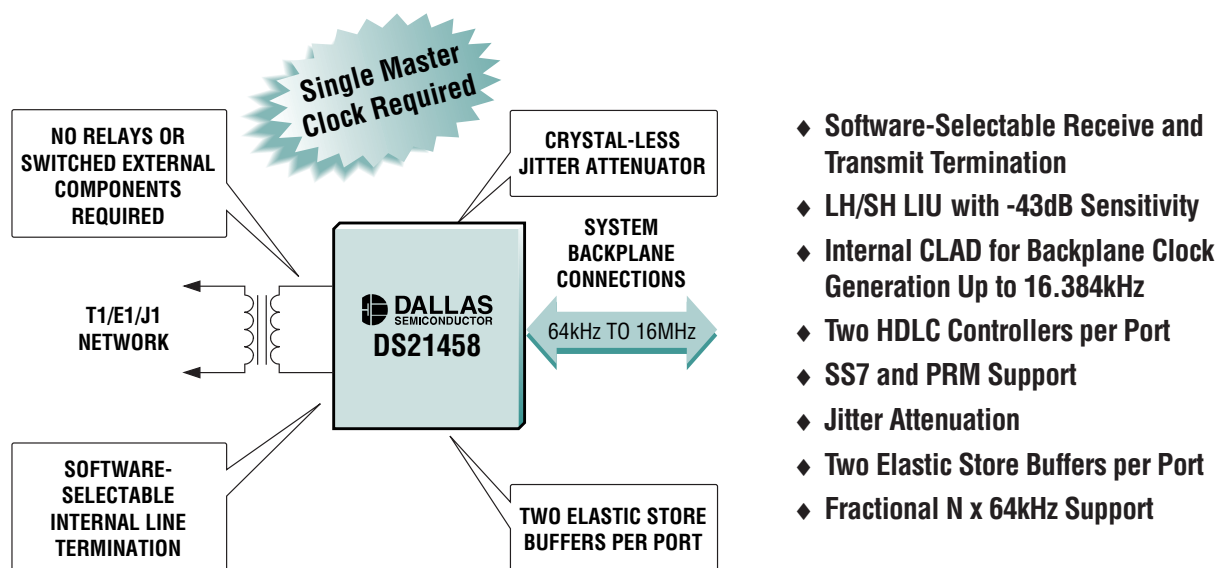 Single Master
Clock Required
NO RELAYS OR
SWITCHED EXTERNAL
COMPONENTS
REQUIRED
CRYSTAL-LESS
JITTER ATTENUATOR
SYSTEM
BACKPLANE
CONNECTIONS
T1/E1/J1
NETWORK
DALLAS
SEMICONDUCTOR
DS21458
64kHz TO 16MHz
SOFTWARE-
SELECTABLE
INTERNAL LINE
TERMINATION
TWO ELASTIC STORE
BUFFERS PER PORT
♦ Software-Selectable Receive and
Transmit Termination
♦ LH/SH LIU with -43dB Sensitivity
♦ Internal CLAD for Backplane Clock
Generation Up to 16.384kHz
♦ Two HDLC Controllers per Port
♦ SS7 and PRM Support
♦ Jitter Attenuation
♦ Two Elastic Store Buffers per Port
♦ Fractional N x 64kHz Support